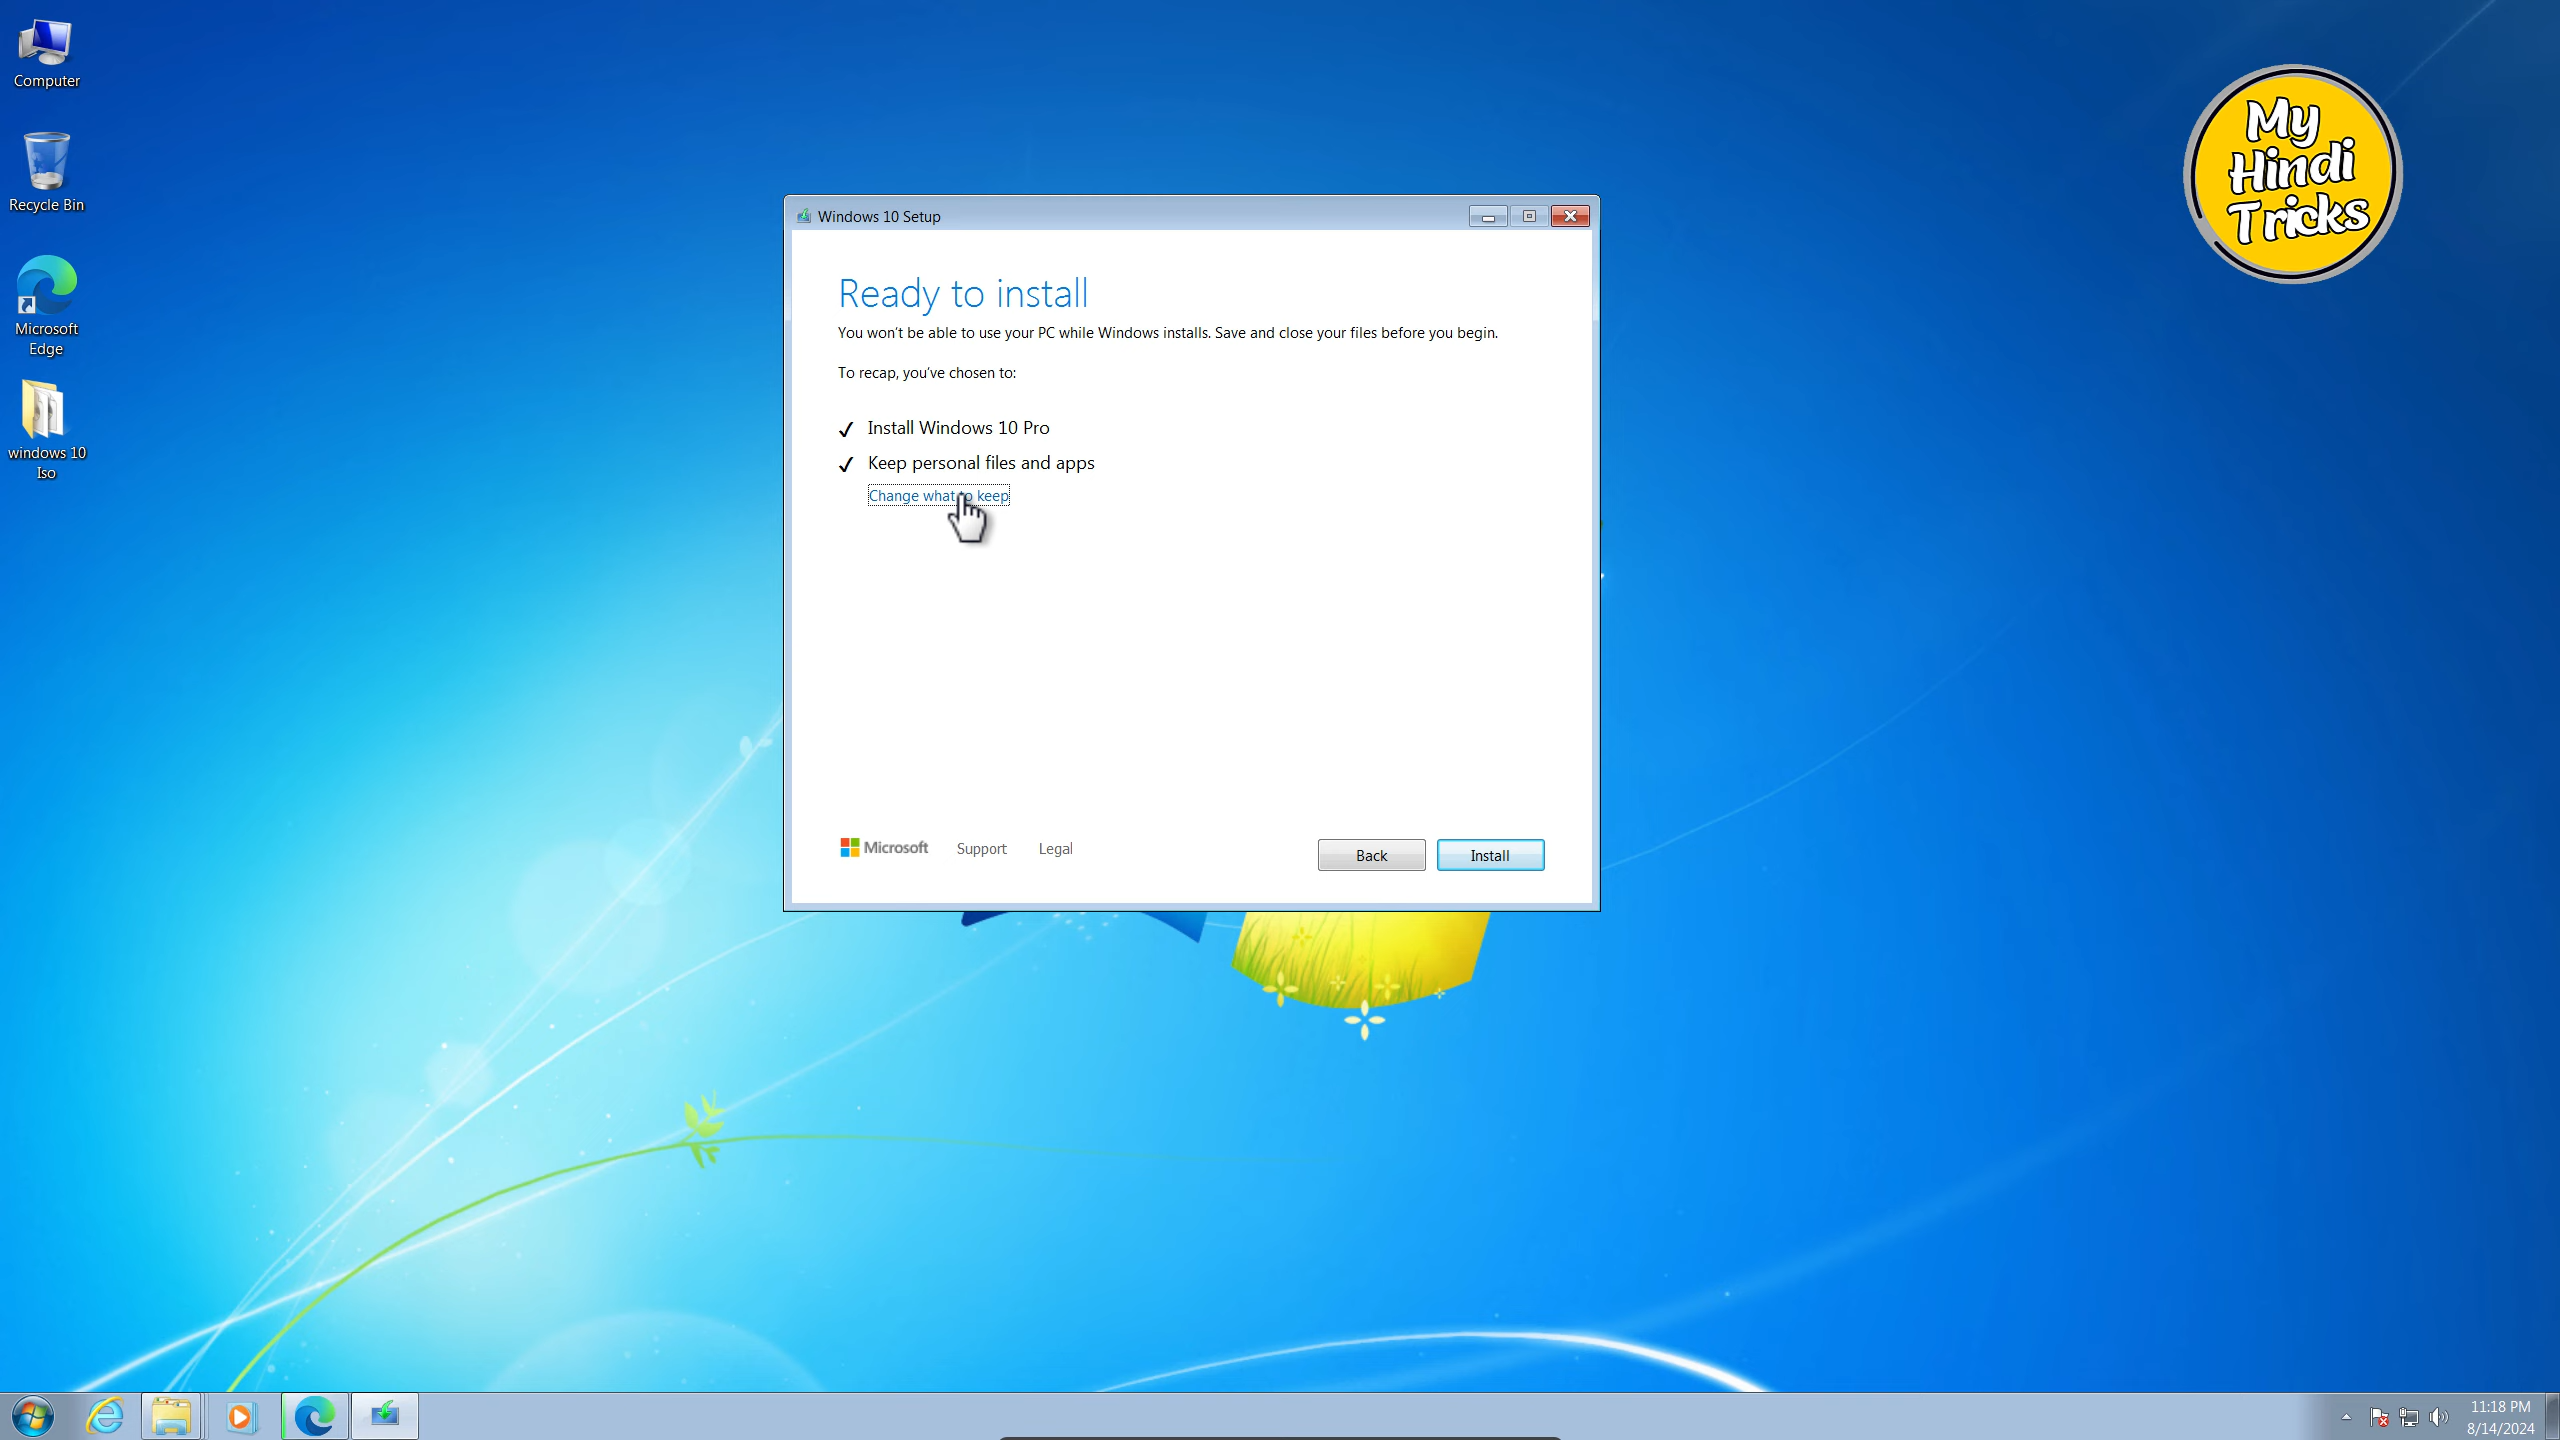 Computer
Recycle Bin
Microsoft
Edge
windows 10
Iso
My
Hindi
Tricks
Windows 10 Setup
Ready to install
You won't be able to use your PC while Windows installs. Save and close your files before you begin.
To recap, you've chosen to:
Install Windows 10 Pro
Keep personal files and apps
Change what to keep
Microsoft
Support
Legal
Back
Install
11:18 PM
8/14/2024